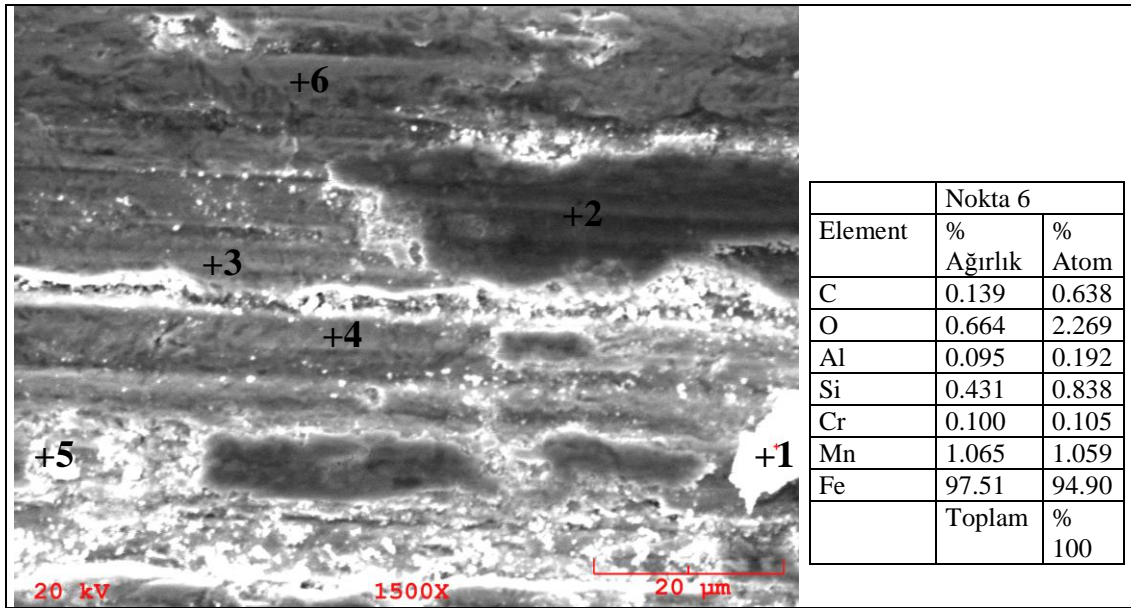 +6
+2
+3
+4
+5
+1
20 kV 1500X 20 µm
Nokta 6
Element % Ağırlık % Atom
C 0.139 0.638
O 0.664 2.269
Al 0.095 0.192
Si 0.431 0.838
Cr 0.100 0.105
Mn 1.065 1.059
Fe 97.51 94.90
Toplam % 100